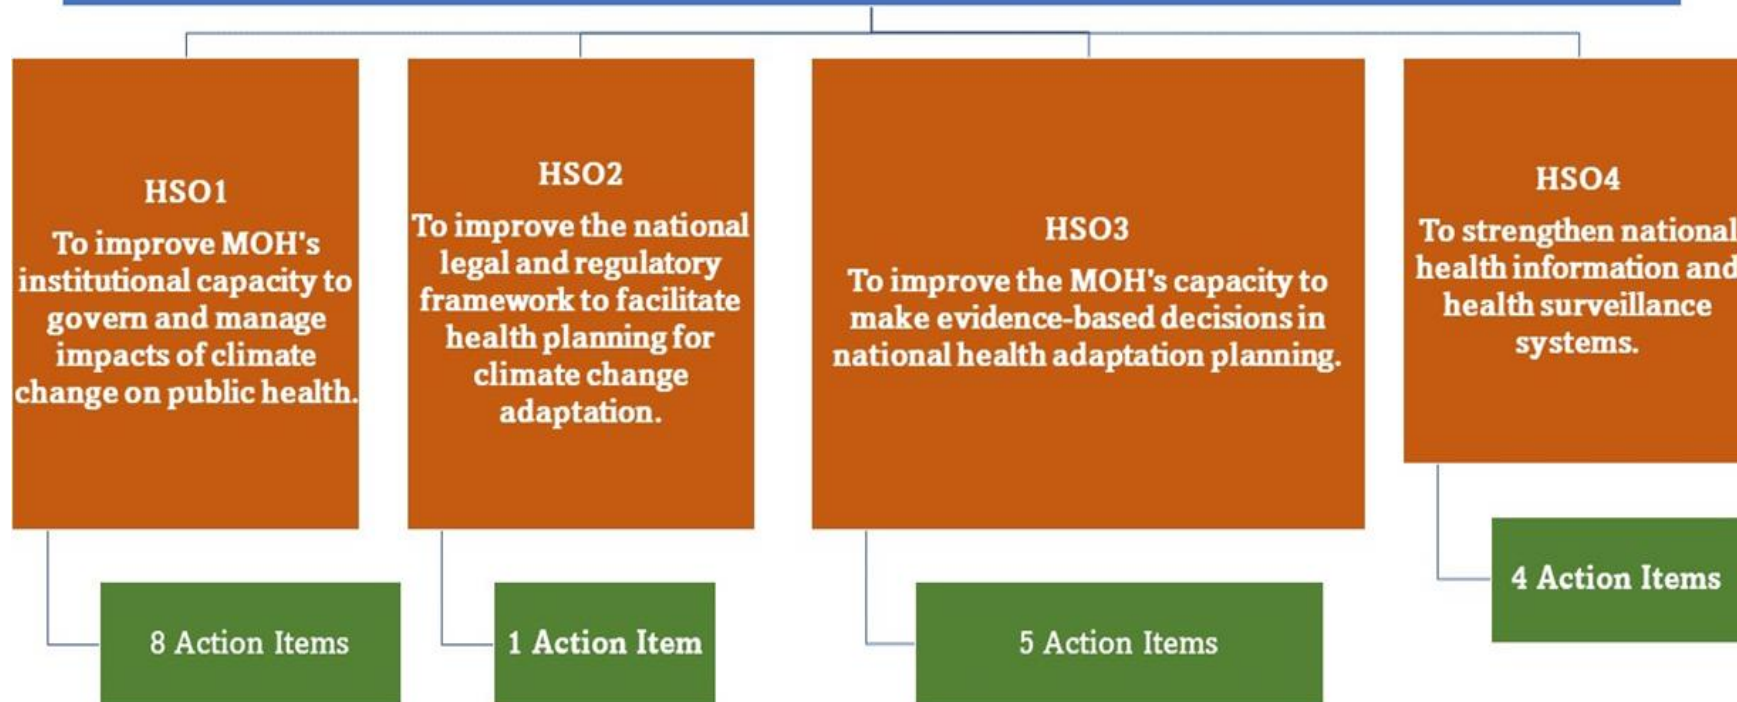 HSO1
To improve MOH's
institutional capacity to
govern and manage
impacts of climate
change on public health.
8 Action Items
HSO2
To improve the national
legal and regulatory
framework to facilitate
health planning for
climate change
adaptation.
1 Action Item
HSO3
To improve the MOH's capacity to
make evidence-based decisions in
national health adaptation planning.
5 Action Items
HSO4
To strengthen national
health information and
health surveillance
systems.
4 Action Items